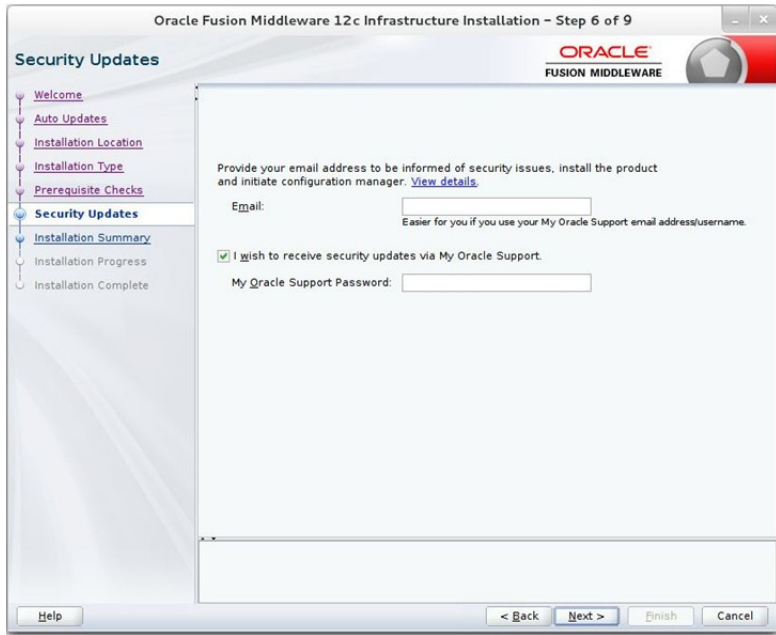 Oracle Fusion Middleware 12c Infrastructure Installation - Step 6 of 9
Security Updates
ORACLE
FUSION MIDDLEWARE
Welcome
Auto Updates
Installation Location
Installation Type
Prerequisite Checks
Security Updates
Installation Summary
Installation Progress
Installation Complete
Provide your email address to be informed of security issues, install the product
and initiate configuration manager. View details.
Email:
Easier for you if you use your My Oracle Support email address/username.
I wish to receive security updates via My Oracle Support.
My Oracle Support Password:
Help
< Back
Next >
Finish
Cancel